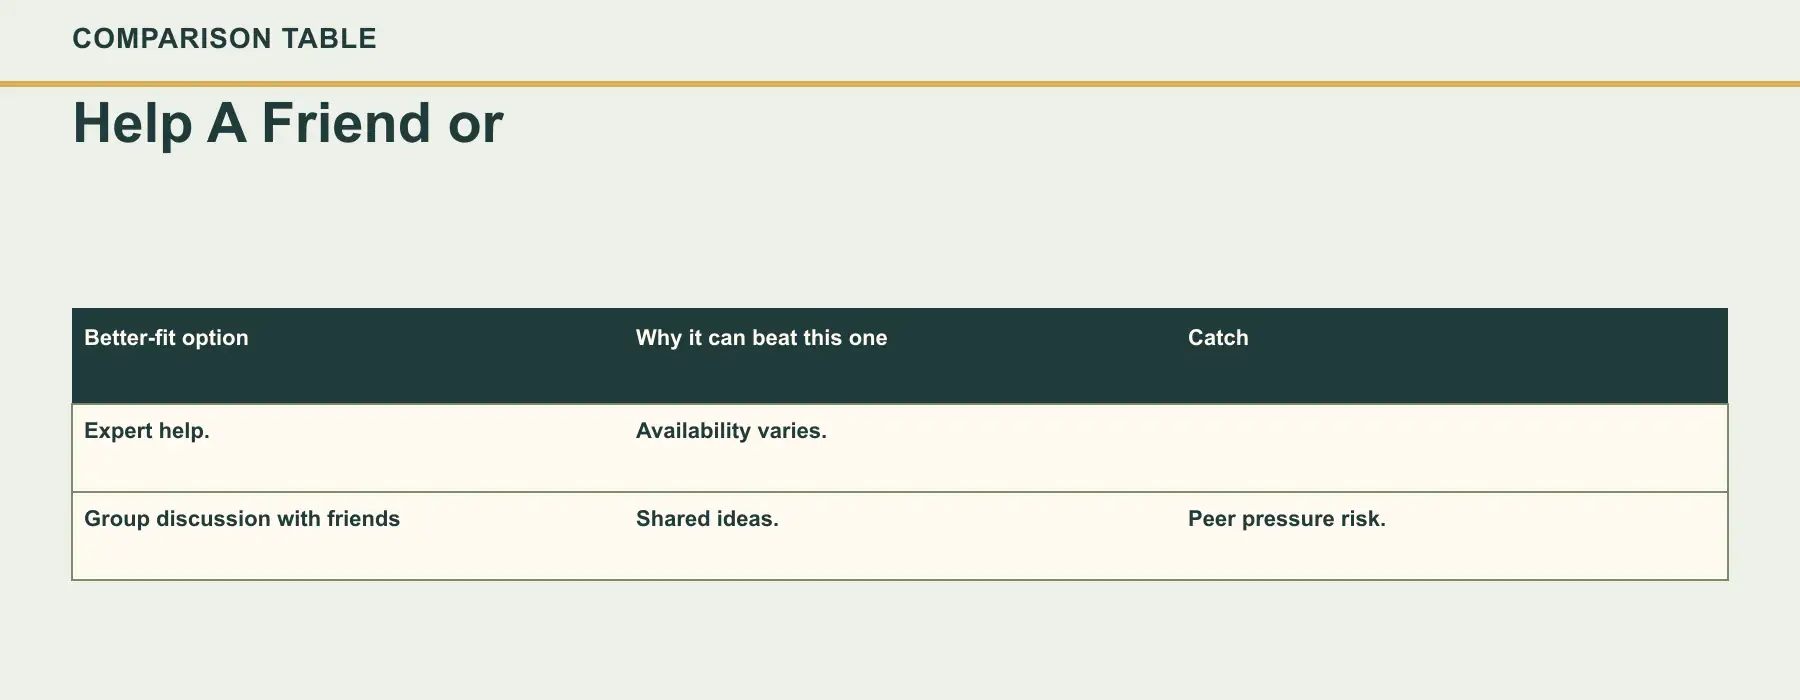 COMPARISON TABLE
Help A Friend or
Better-fit option Why it can beat this one Catch
Expert help. Availability varies.
Group discussion with friends Shared ideas. Peer pressure risk.